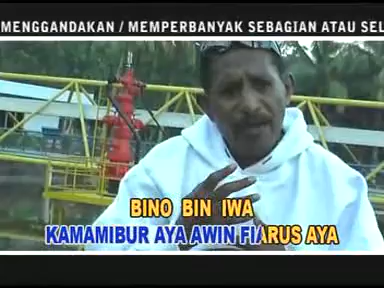 MENGGANDAKAN / MEMPERBANYAK SEBAGIAN ATAU SEL
BINO BIN IWA
KAMAMIBUR AYA AWIN FIARUS AYA